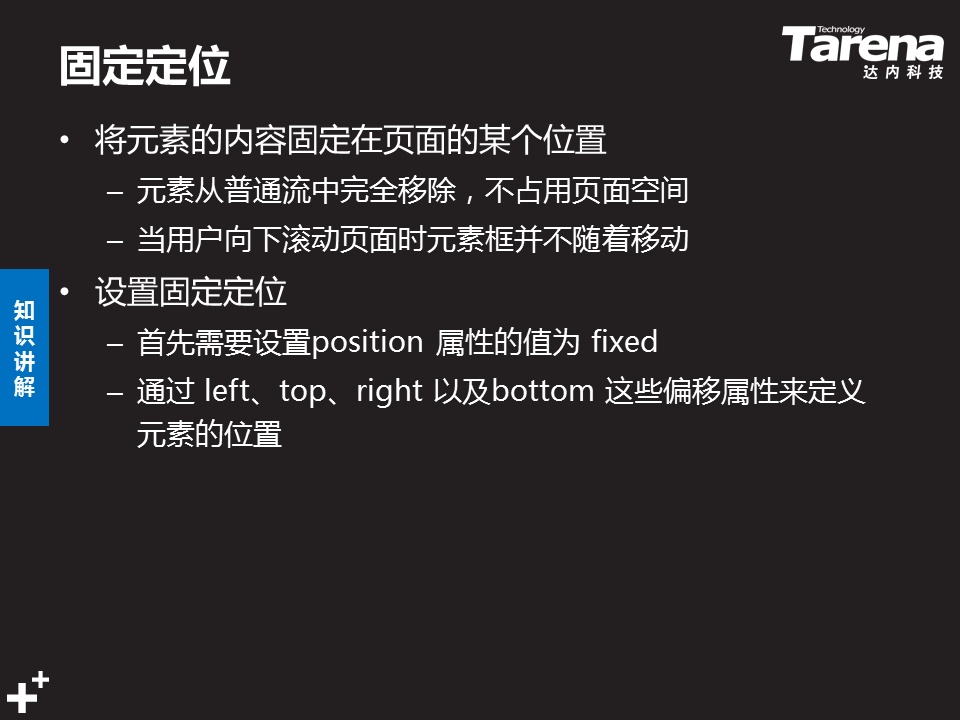 固定定位
Technology
Tarena
达内科技
• 将元素的内容固定在页面的某个位置
– 元素从普通流中完全移除，不占用页面空间
– 当用户向下滚动页面时元素框并不随着移动
• 设置固定定位
– 首先需要设置position 属性的值为 fixed
– 通过 left、top、right 以及bottom 这些偏移属性来定义
元素的位置
知
识
讲
解